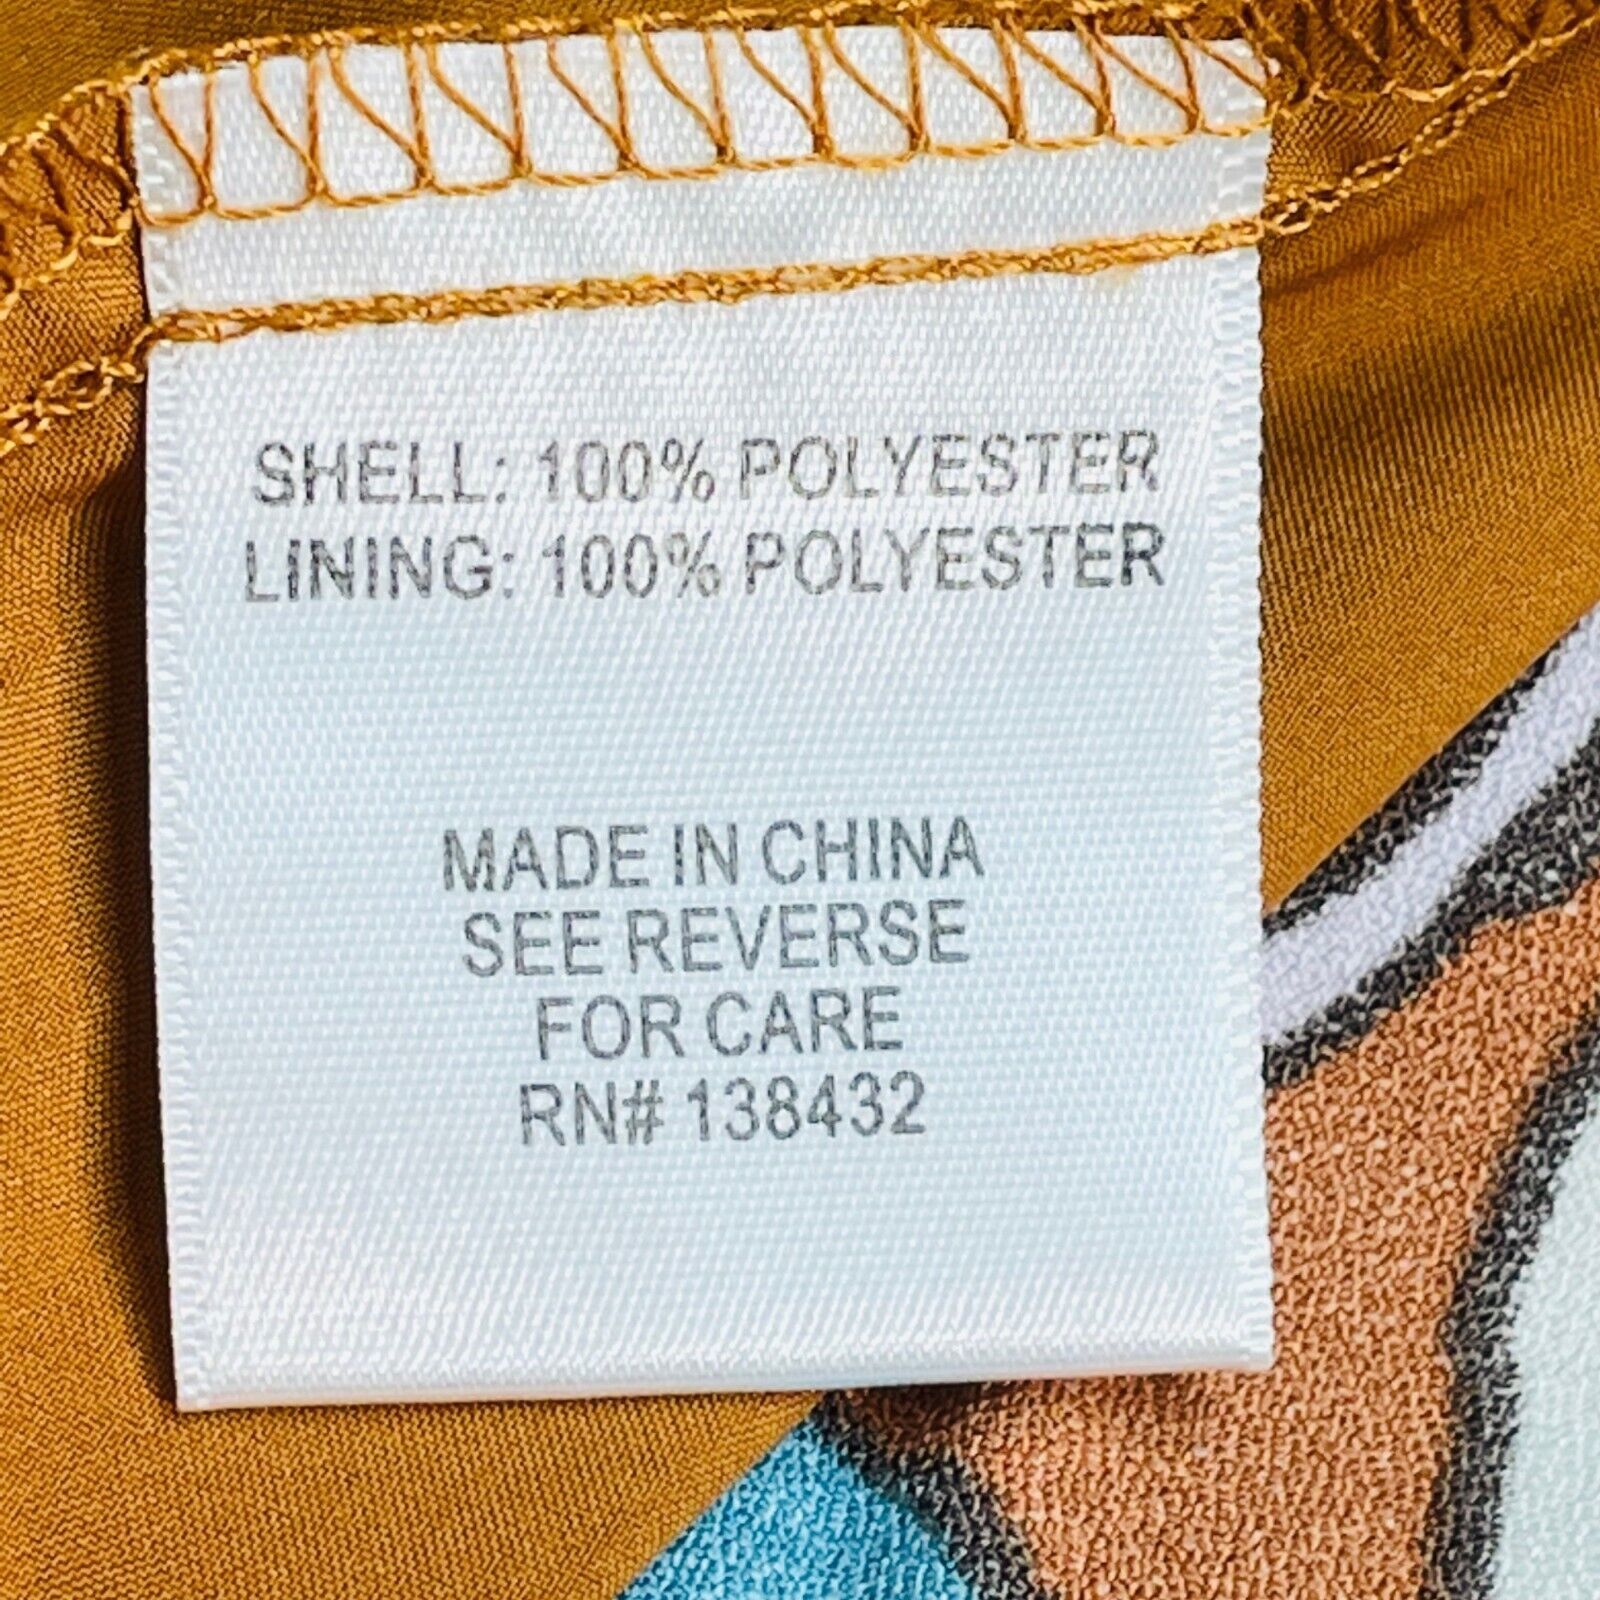 SHELL: 100% POLYESTER
LINING: 100% POLYESTER
MADE IN CHINA
SEE REVERSE
FOR CARE
RN# 138432